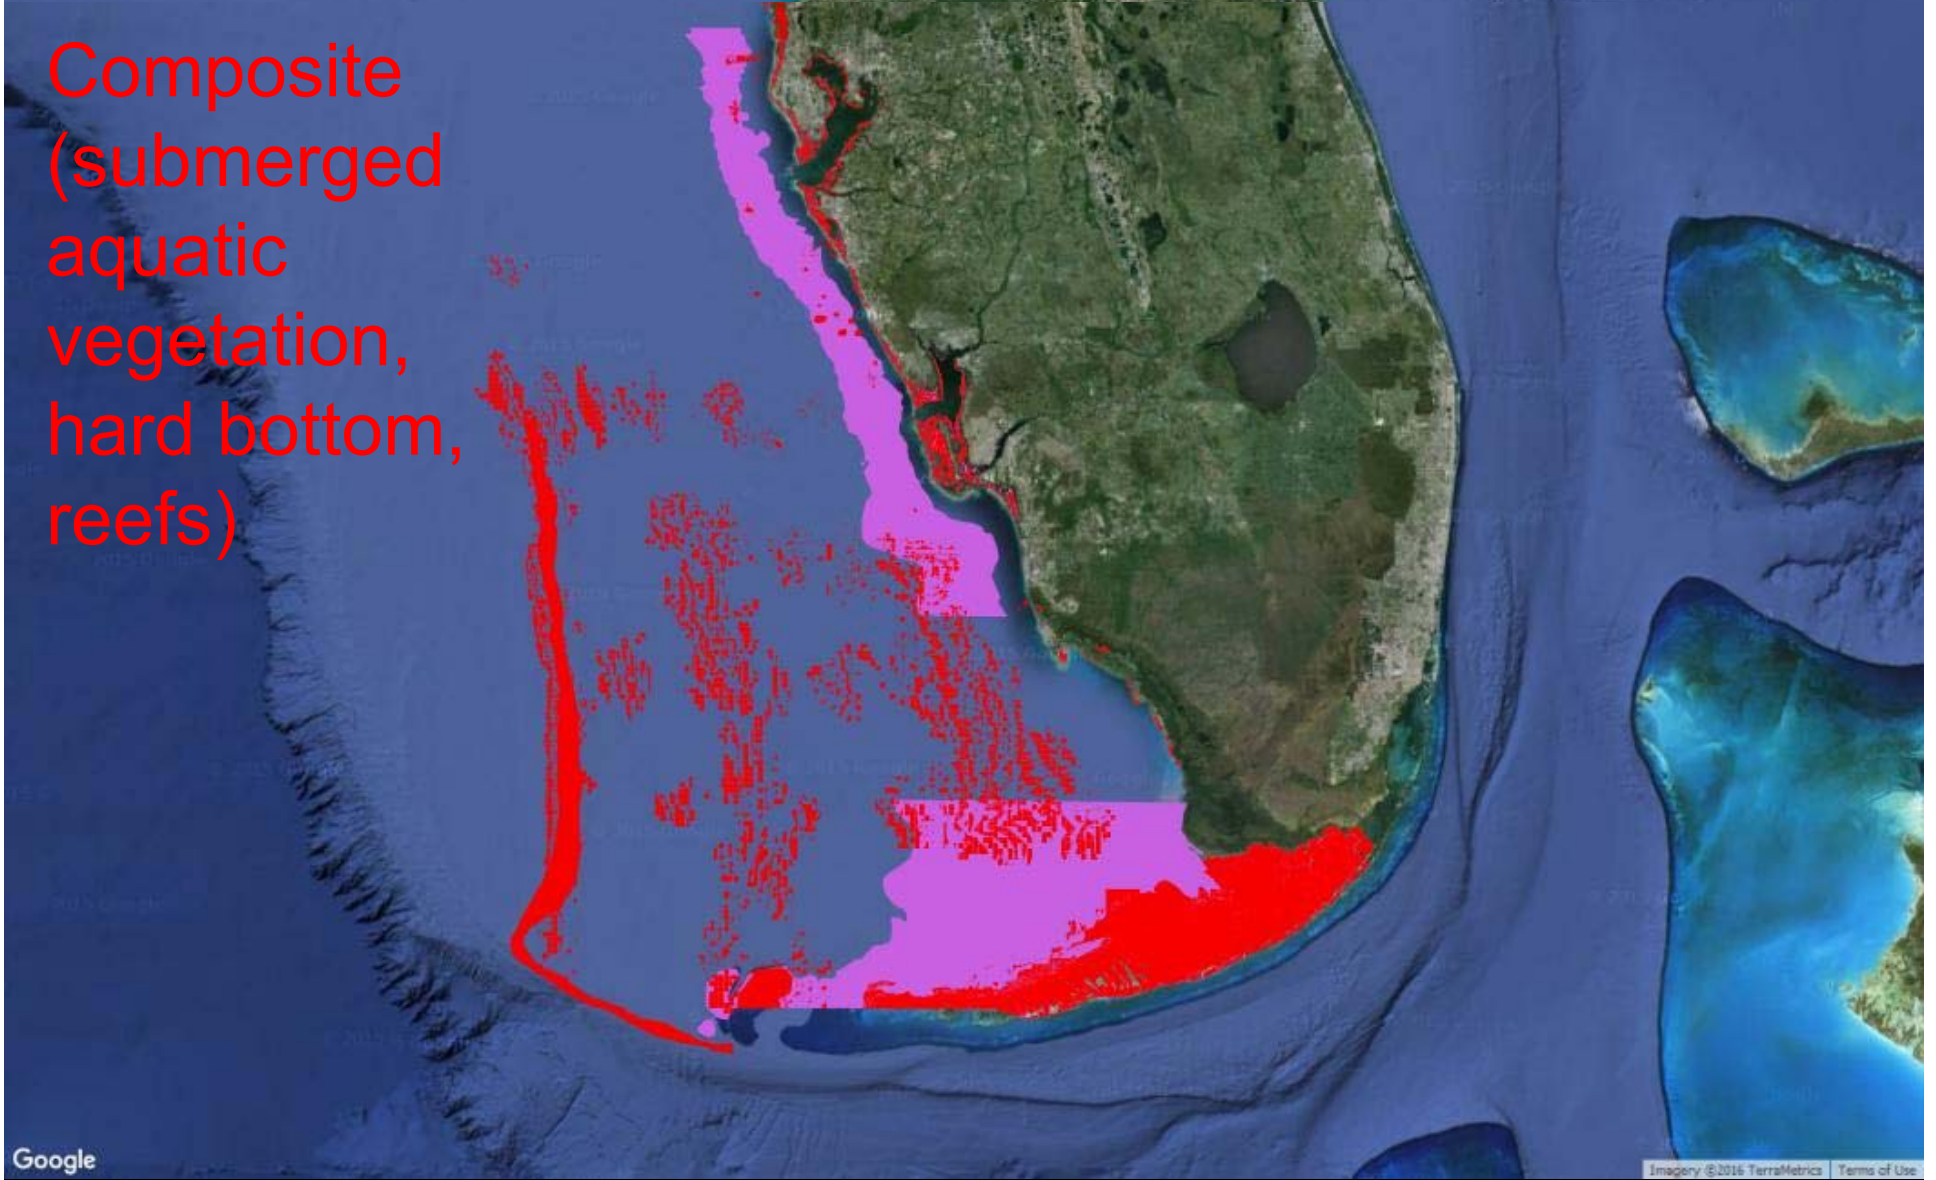 Composite
(submerged
aquatic
vegetation,
hard bottom,
reefs)
Google
Imagery ©2016 TerraMetrics
Terms of Use